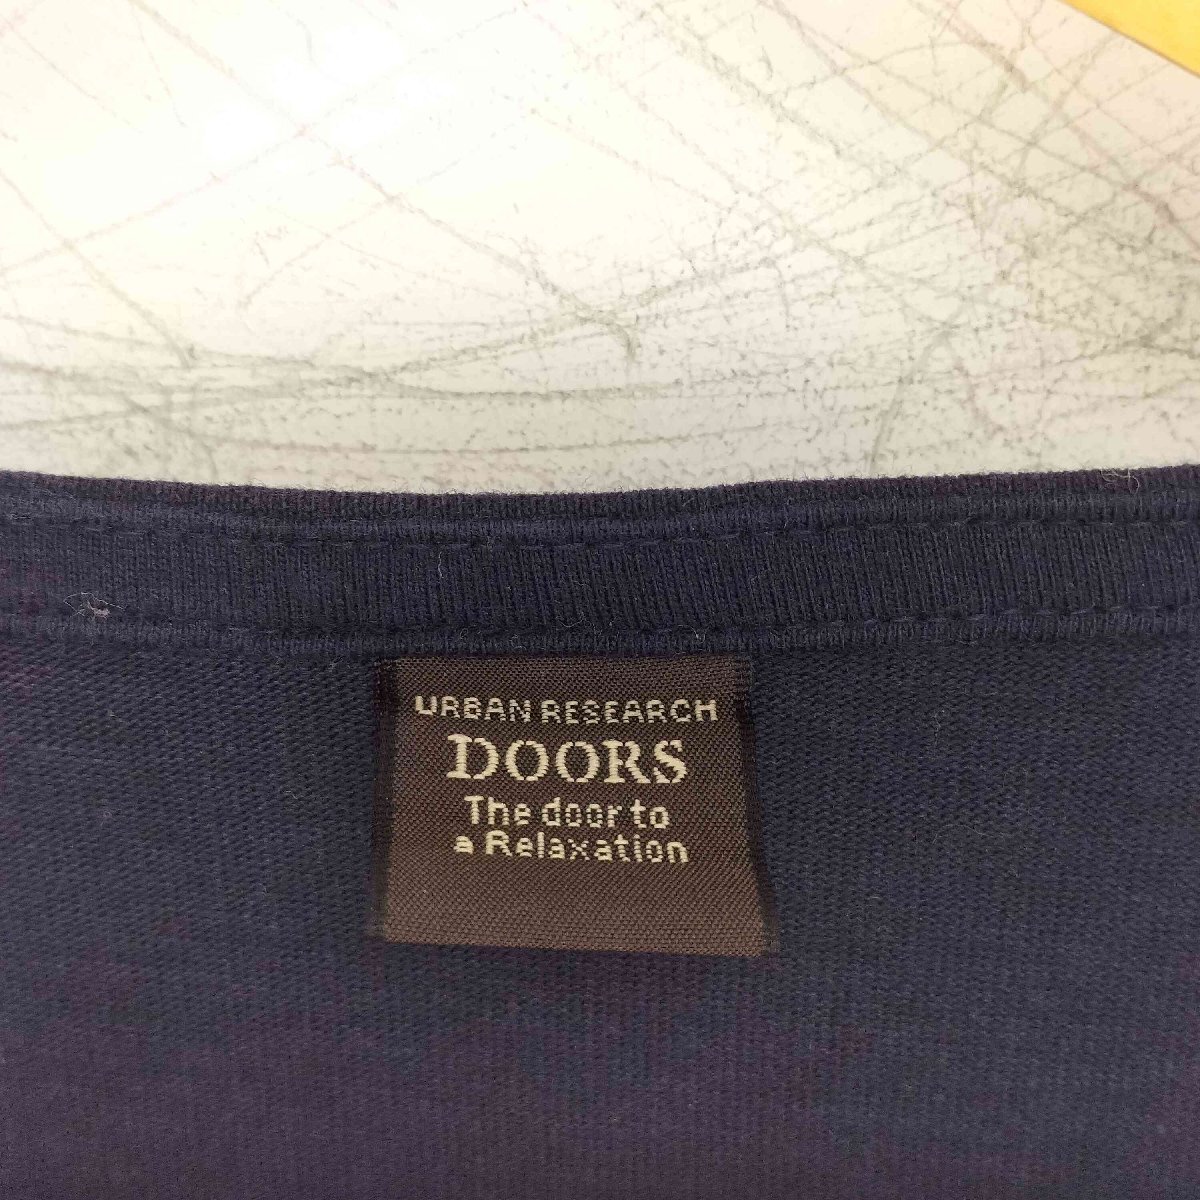 URBAN RESEARCH
DOORS
The door to
a Relaxation